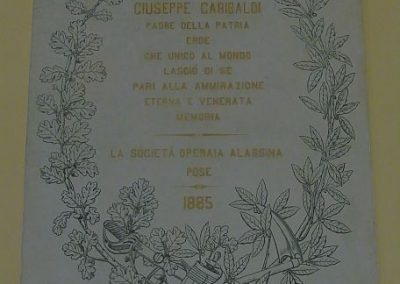 GIUSEPPE GARIBALDI
PADRE DELLA PATRIA
EROE
CHE UNICO AL MONDO
LASCIÒ DI SE
PARI ALLA AMMIRAZIONE
ETERNA E VENERATA
MEMORIA
LA SOCIETÀ OPERAIA ALASSINA
POSE
1885